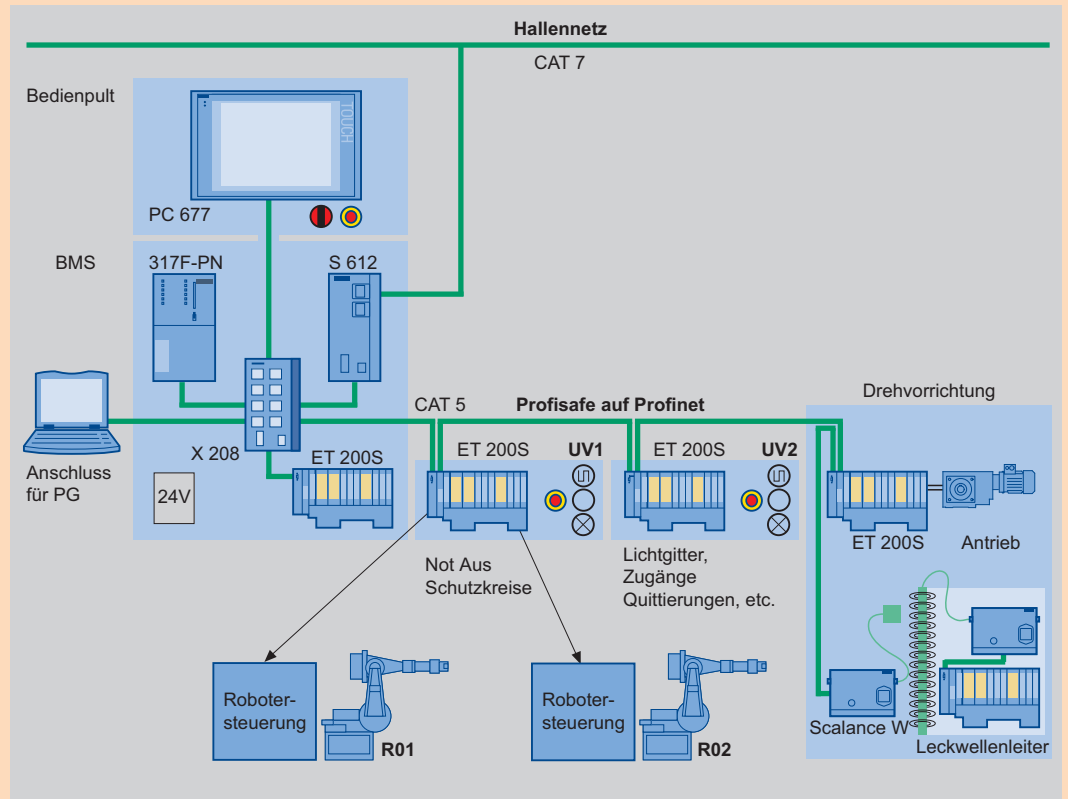 Hallennetz
CAT 7
Bedienpult
TOUCH
PC 677
BMS
317F-PN
S 612
CAT 5
Profisafe auf Profinet
Drehvorrichtung
X 208
ET 200S
Anschluss
für PG
24V
ET 200S
UV1
ET 200S
UV2
ET 200S
Antrieb
Not Aus
Schutzkreise
Lichtgitter,
Zugänge
Quittierungen, etc.
Roboter-
steuerung
R01
Roboter-
steuerung
R02
Scalance W
Leckwellenleiter